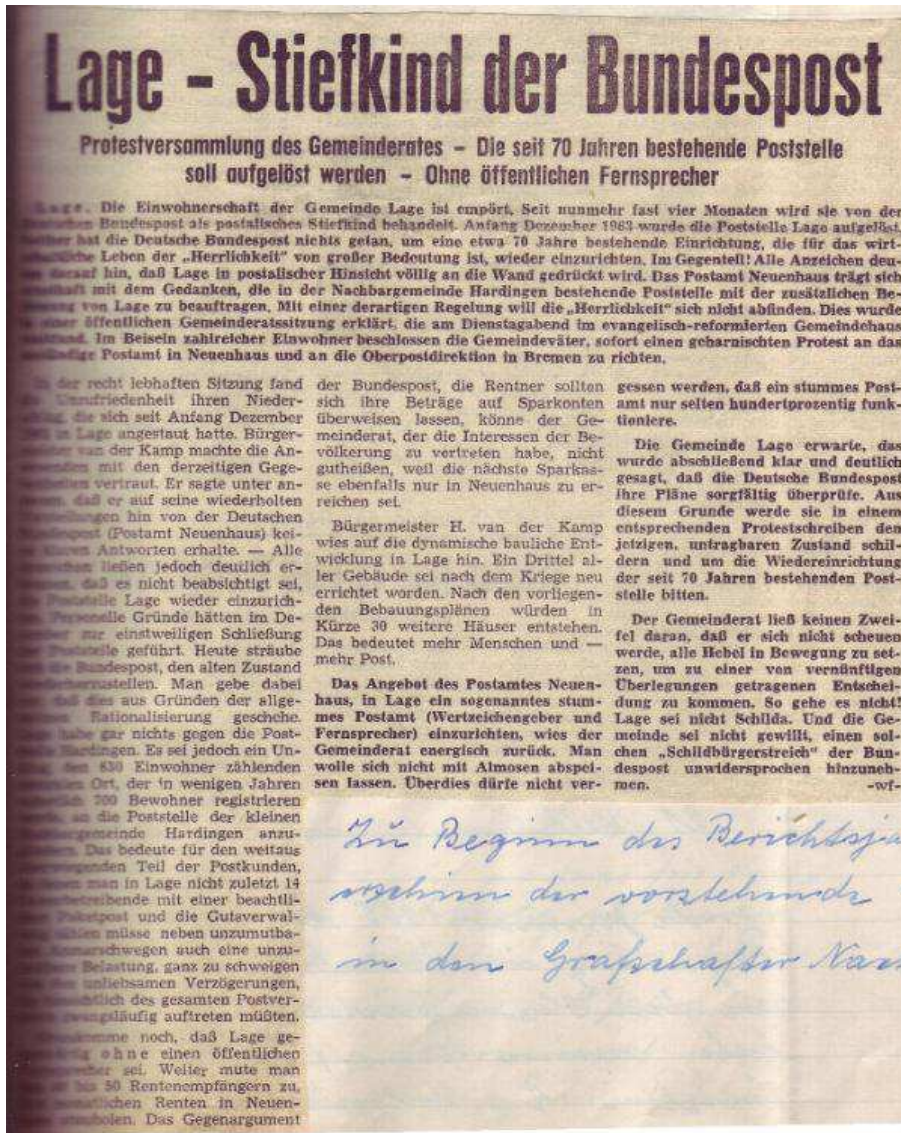 Lage - Stiefkind der Bundespost
Protestversammlung des Gemeinderates – Die seit 70 Jahren bestehende Poststelle
soll aufgelöst werden – Ohne öffentlichen Fernsprecher
Lage. Die Einwohnerschaft der Gemeinde Lage ist empört. Seit nunmehr fast vier Monaten wird sie von der
Bundespost als postalisches Stiefkind behandelt. Anfang Dezember 1963 wurde die Poststelle Lage aufgelöst.
hat die Deutsche Bundespost nichts getan, um eine etwa 70 Jahre bestehende Einrichtung, die für das wirt-
Leben der „Herrlichkeit" von großer Bedeutung ist, wieder einzurichten. Im Gegenteil! Alle Anzeichen deu-
darauf hin, daß Lage in postalischer Hinsicht völlig an die Wand gedrückt wird. Das Postamt Neuenhaus trägt sich
mit dem Gedanken, die in der Nachbargemeinde Hardingen bestehende Poststelle mit der zusätzlichen Be-
von Lage zu beauftragen. Mit einer derartigen Regelung will die „Herrlichkeit" sich nicht abfinden. Dies wurde
einer öffentlichen Gemeinderatssitzung erklärt, die am Dienstagabend im evangelisch-reformierten Gemeindehaus
Im Beisein zahlreicher Einwohner beschlossen die Gemeindeväter, sofort einen geharnischten Protest an das
Postamt in Neuenhaus und an die Oberpostdirektion in Bremen zu richten.
der recht lebhaften Sitzung fand
Unzufriedenheit ihren Nieder-
die sich seit Anfang Dezember
in Lage angestaut hatte. Bürger-
van der Kamp machte die An-
mit den derzeitigen Gege-
vertraut. Er sagte unter an-
daß er auf seine wiederholten
hin von der Deutschen
(Postamt Neuenhaus) kei-
Antworten erhalte. — Alle
ließen jedoch deutlich er-
daß es nicht beabsichtigt sei,
Poststelle Lage wieder einzurich-
Personelle Gründe hätten im De-
zur einstweiligen Schließung
geführt. Heute sträube
Bundespost, den alten Zustand
Man gebe dabei
aus Gründen der allge-
Rationalisierung geschehe.
habe gar nichts gegen die Post-
Hardingen. Es sei jedoch ein Un-
830 Einwohner zählenden
Ort, der in wenigen Jahren
700 Bewohner registrieren
an die Poststelle der kleinen
Hardingen anzu-
Das bedeute für den weitaus
Teil der Postkunden,
man in Lage nicht zuletzt 14
mit einer beachtli-
und die Gutsverwal-
müsse neben unzumutba-
auch eine unzu-
Belastung, ganz zu schweigen
unliebsamen Verzögerungen,
des gesamten Postver-
auftreten müßten.
noch, daß Lage ge-
ohne einen öffentlichen
sei. Weiter mute man
bis 50 Rentenempfängern zu,
Renten in Neuen-
Das Gegenargument
der Bundespost, die Rentner sollten
sich ihre Beträge auf Sparkonten
überweisen lassen, könne der Ge-
meinderat, der die Interessen der Be-
völkerung zu vertreten habe, nicht
gutheißen, weil die nächste Sparkas-
se ebenfalls nur in Neuenhaus zu er-
reichen sei.
Bürgermeister H. van der Kamp
wies auf die dynamische bauliche Ent-
wicklung in Lage hin. Ein Drittel al-
ler Gebäude sei nach dem Kriege neu
errichtet worden. Nach den vorliegen-
den Bebauungsplänen würden in
Kürze 30 weitere Häuser entstehen.
Das bedeutet mehr Menschen und —
mehr Post.
Das Angebot des Postamtes Neuen-
haus, in Lage ein sogenanntes stum-
mes Postamt (Wertzeichengeber und
Fernsprecher) einzurichten, wies der
Gemeinderat energisch zurück. Man
wolle sich nicht mit Almosen abspei-
sen lassen. Überdies dürfe nicht ver-
gessen werden, daß ein stummes Post-
amt nur selten hundertprozentig funk-
tioniere.
Die Gemeinde Lage erwarte, das
wurde abschließend klar und deutlich
gesagt, daß die Deutsche Bundespost
ihre Pläne sorgfältig überprüfe. Aus
diesem Grunde werde sie in einem
entsprechenden Protestschreiben den
jetzigen, untragbaren Zustand schil-
dern und um die Wiedereinrichtung
der seit 70 Jahren bestehenden Post-
stelle bitten.
Der Gemeinderat ließ keinen Zwei-
fel daran, daß er sich nicht scheuen
werde, alle Hebel in Bewegung zu set-
zen, um zu einer von vernünftigen
Überlegungen getragenen Entschei-
dung zu kommen. So gehe es nicht!
Lage sei nicht Schilda. Und die Ge-
meinde sei nicht gewillt, einen sol-
chen „Schildbürgerstreich" der Bun-
despost unwidersprochen hinzuneh-
men. -wf-
Zu Beginn des Berichtsja
erschien der vorstehende
in den Grafschafter Nac